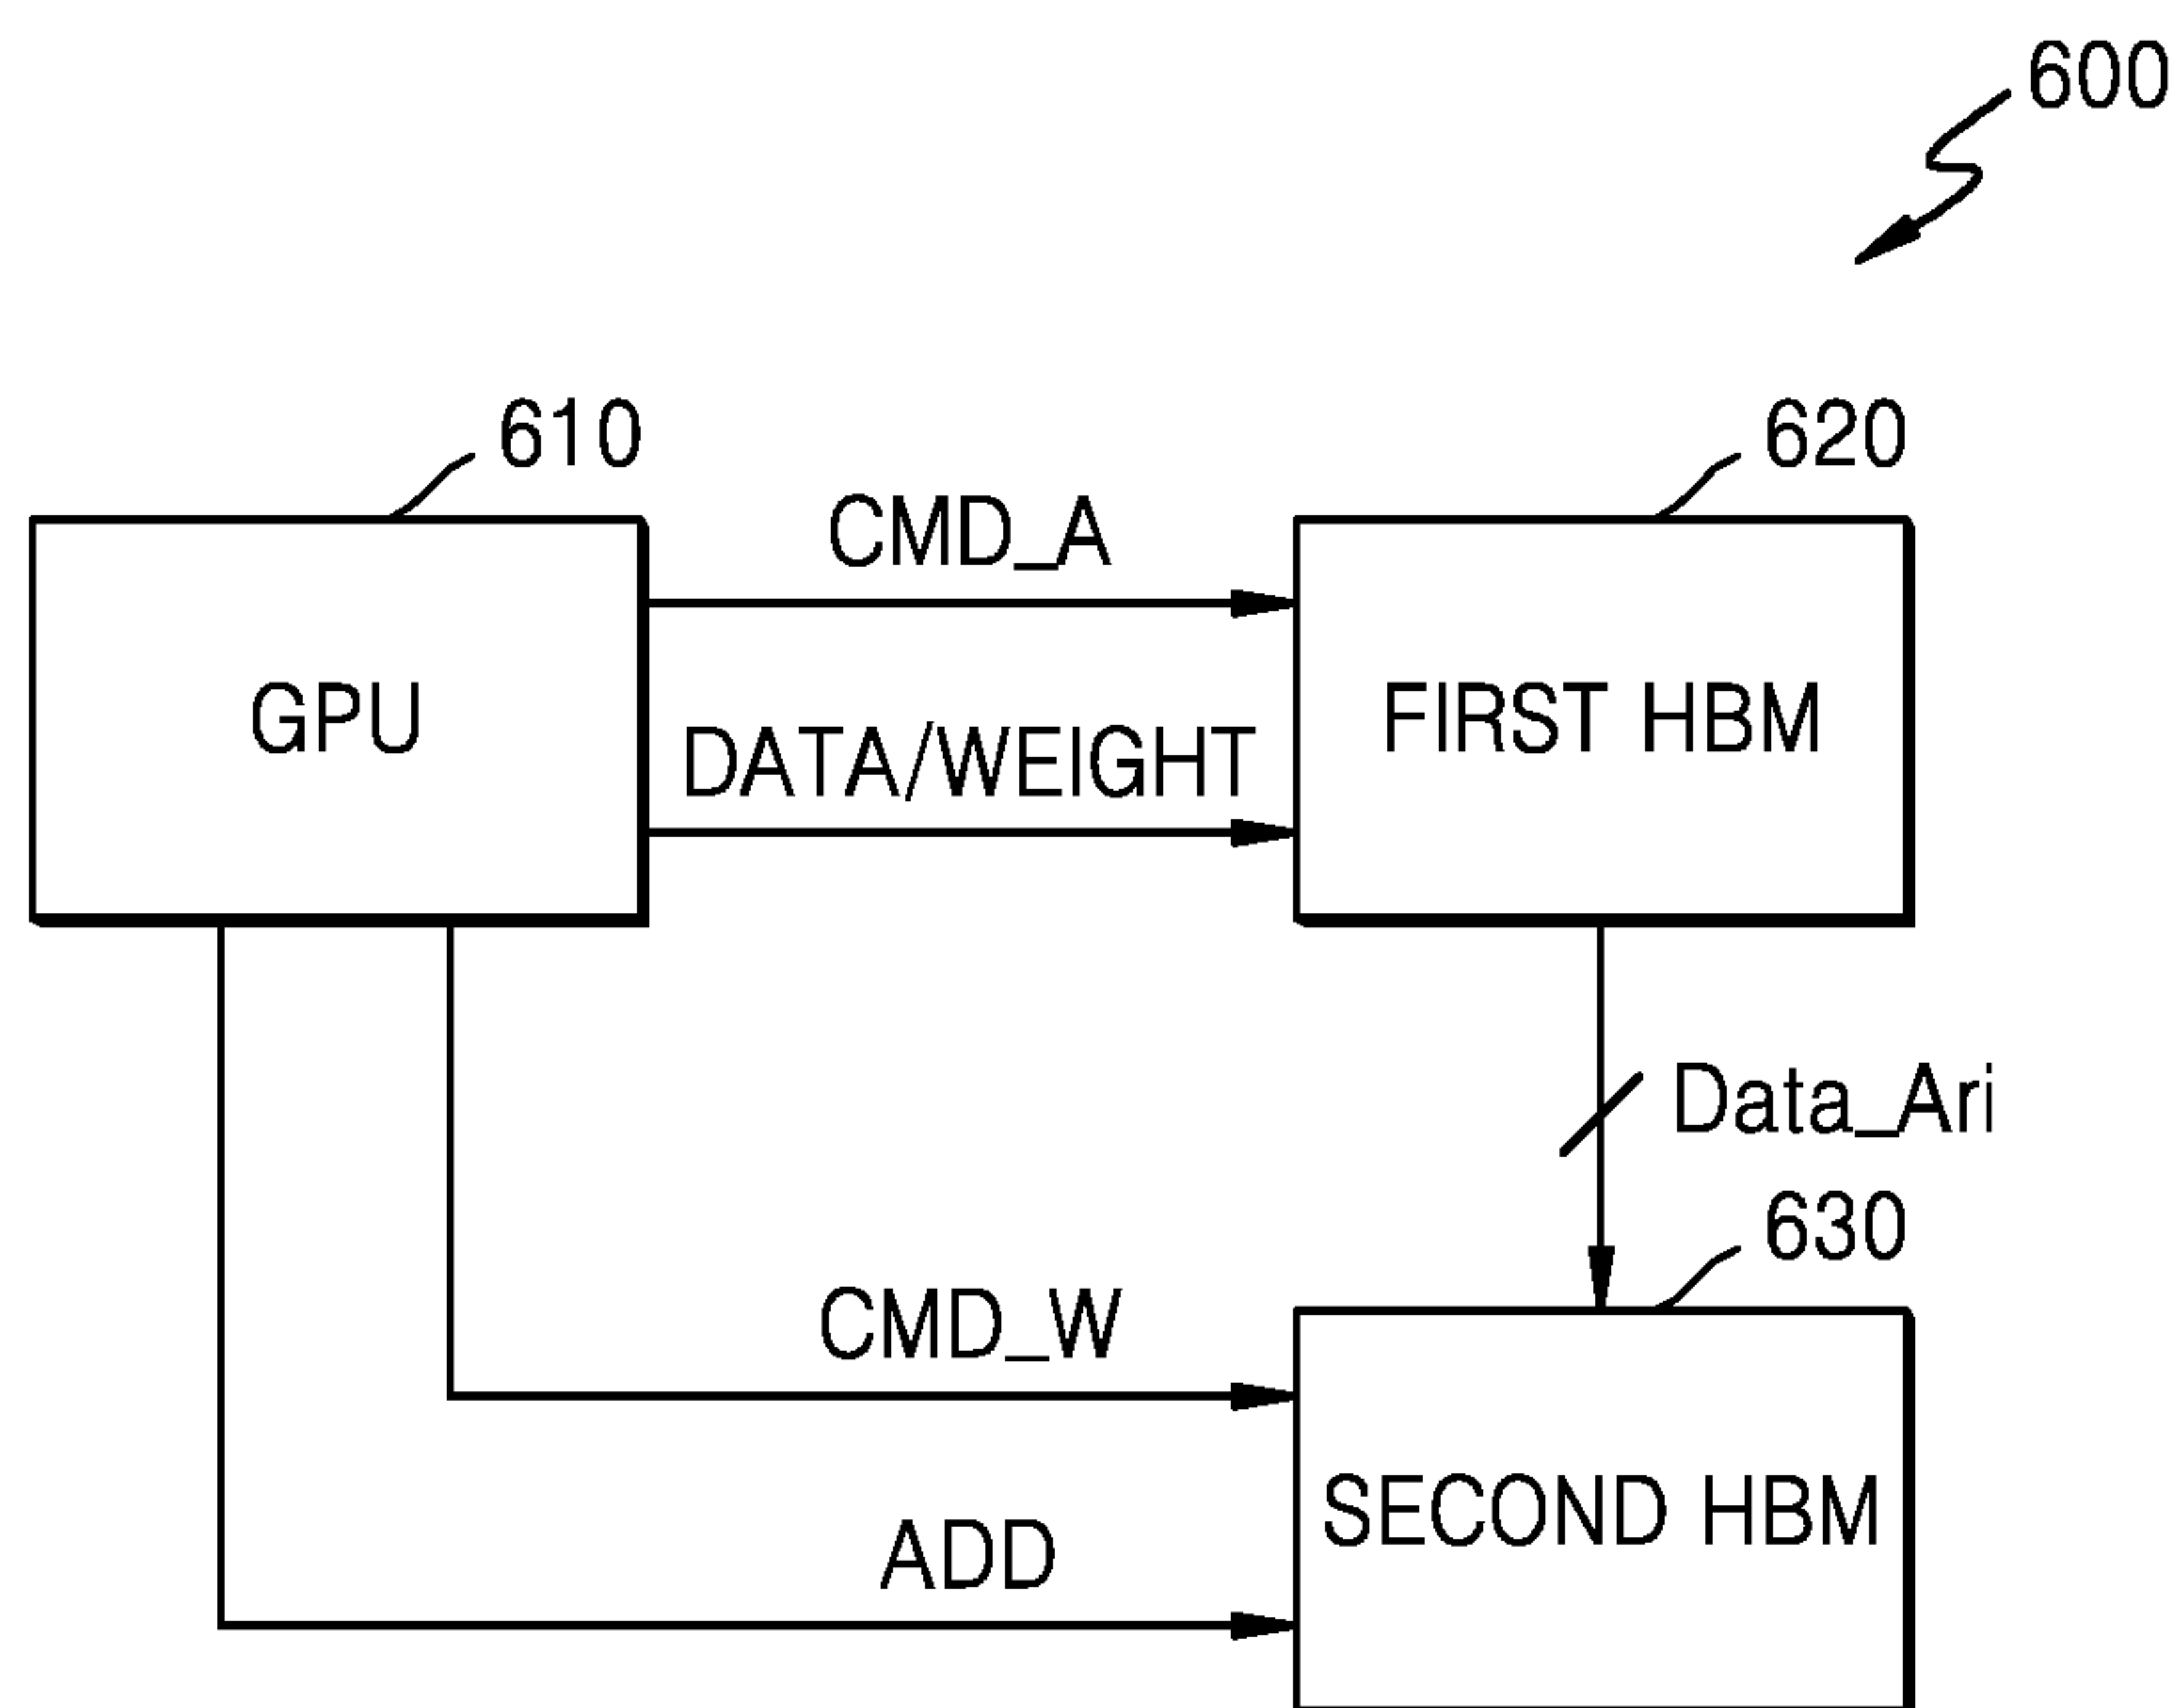 600
610
620
CMD_A
GPU
FIRST HBM
DATA/WEIGHT
Data_Ari
630
CMD_W
SECOND HBM
ADD